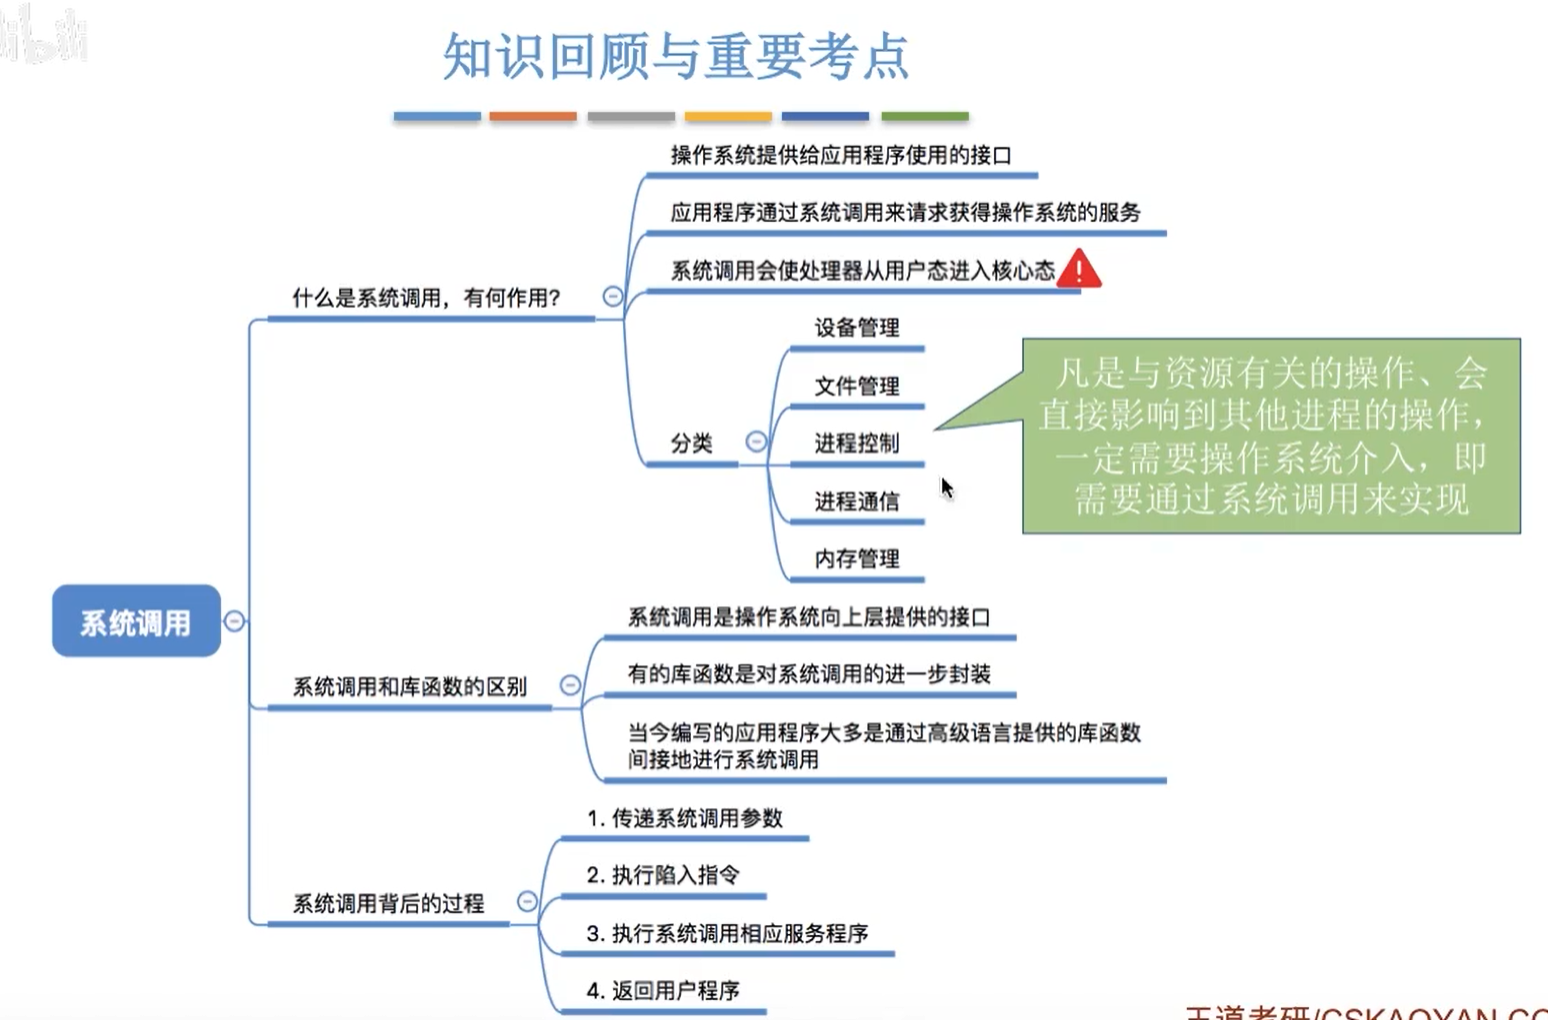 知识回顾与重要考点
操作系统提供给应用程序使用的接口
应用程序通过系统调用来请求获得操作系统的服务
系统调用会使处理器从用户态进入核心态
什么是系统调用，有何作用？
设备管理
文件管理
分类
进程控制
进程通信
内存管理
凡是与资源有关的操作、会
直接影响到其他进程的操作，
一定需要操作系统介入，即
需要通过系统调用来实现
系统调用
系统调用是操作系统向上层提供的接口
系统调用和库函数的区别
有的库函数是对系统调用的进一步封装
当今编写的应用程序大多是通过高级语言提供的库函数
间接地进行系统调用
1. 传递系统调用参数
2. 执行陷入指令
系统调用背后的过程
3. 执行系统调用相应服务程序
4. 返回用户程序
王道考研/CSKAOYAN.CO